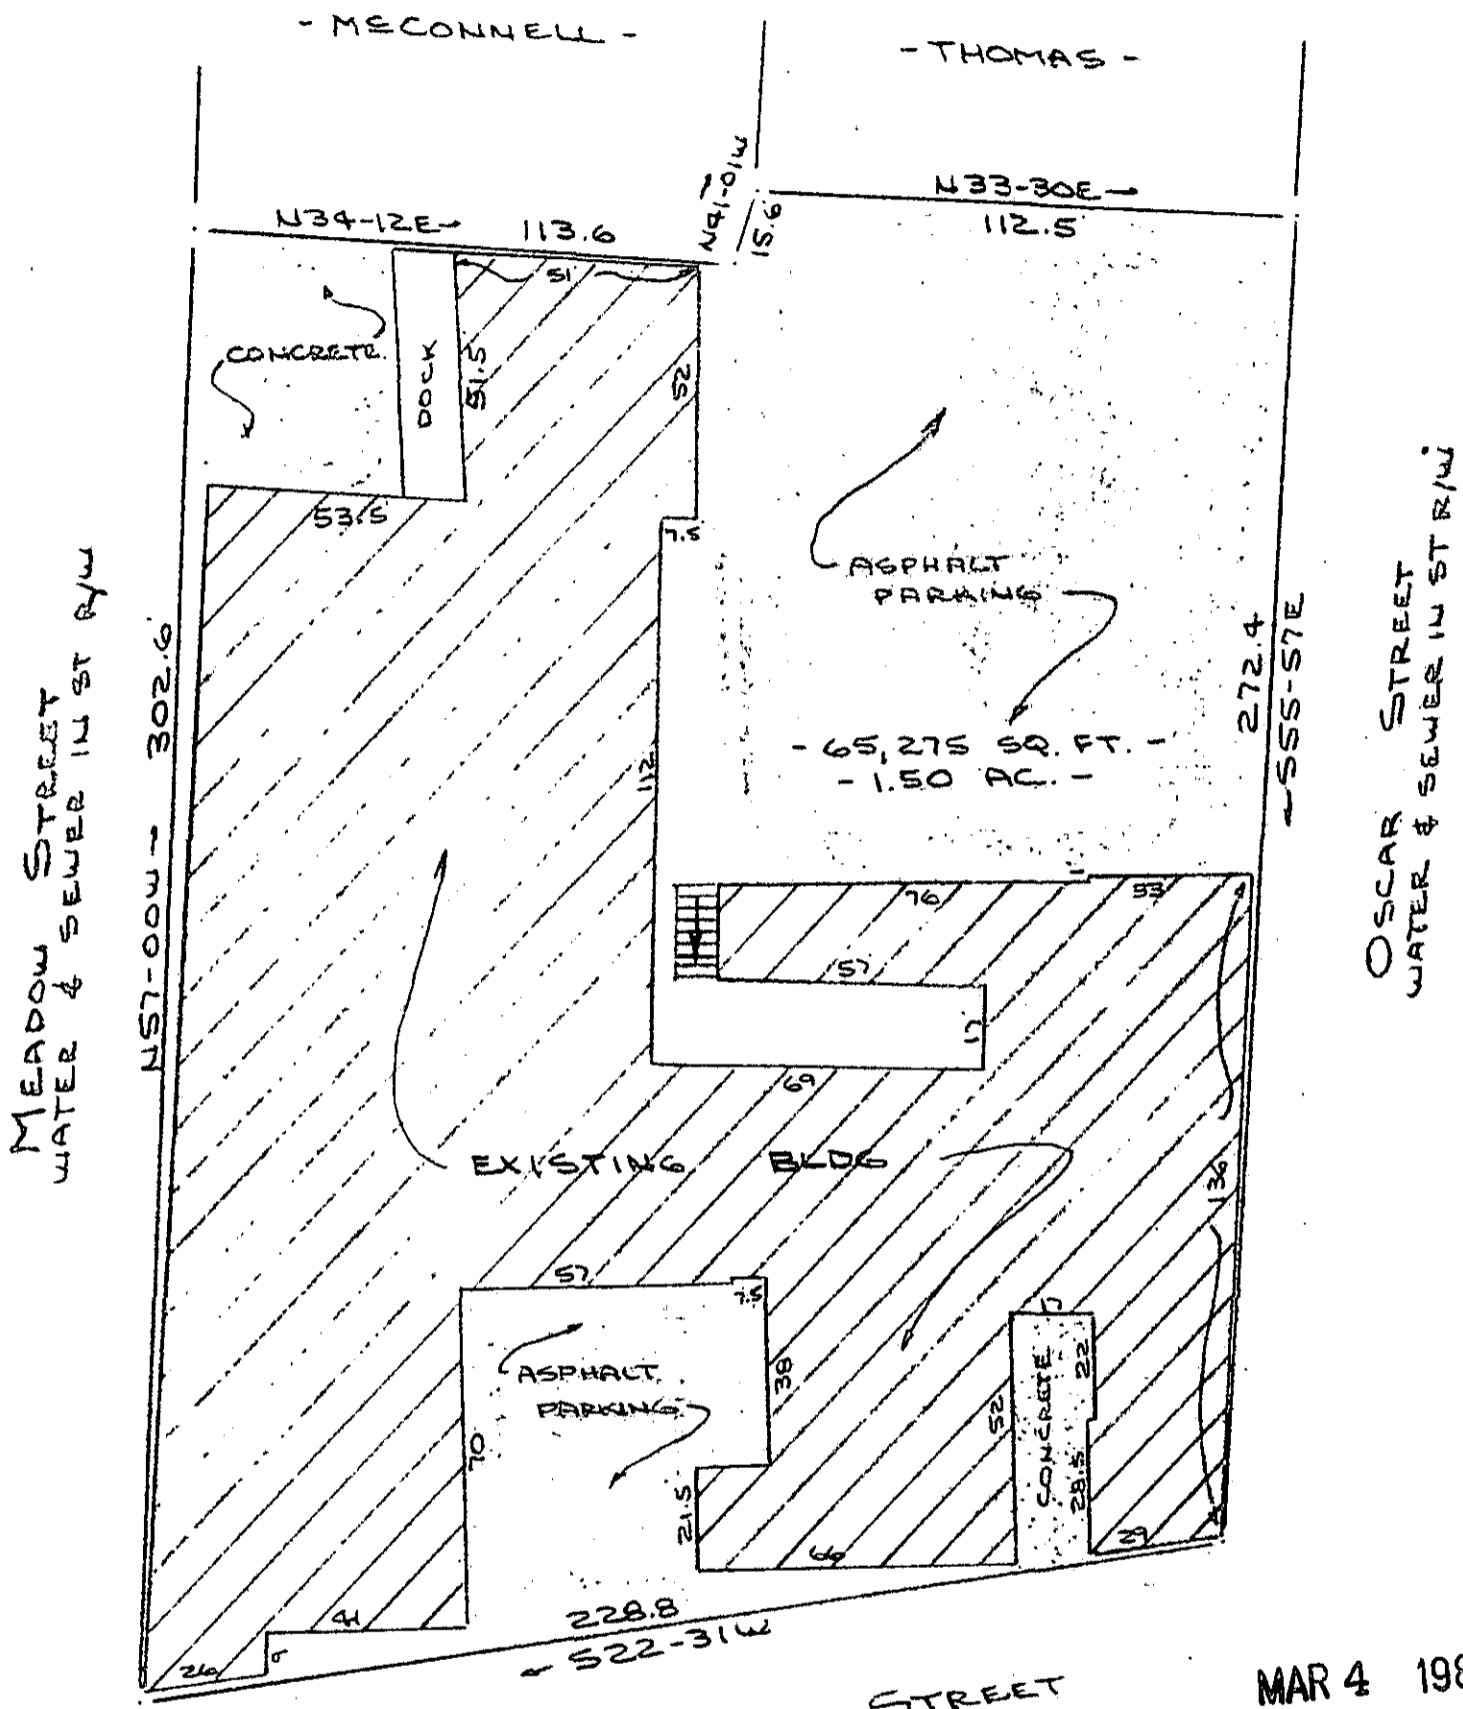 - McCONNELL -
- THOMAS -
N34-12E→
113.6
N41-01W
15.6
N33-30E→
112.5
51
CONCRETE
DOCK
51.5
52
53.5
7.5
ASPHALT
PARKING
MEADOW STREET
WATER & SEWER IN ST R/W
N57-00W→ 302.6
112
- 65,275 SQ. FT. -
- 1.50 AC. -
272.4
←S55-57E
OSCAR STREET
WATER & SEWER IN ST R/W
1
76
53
57
17
69
EXISTING BLDG
136
57
7.5
ASPHALT
PARKING
38
70
21.5
17
52
CONCRETE
22
28.5
66
29
41
26
9
228.8
←S22-31W
STREET
MAR 4 198